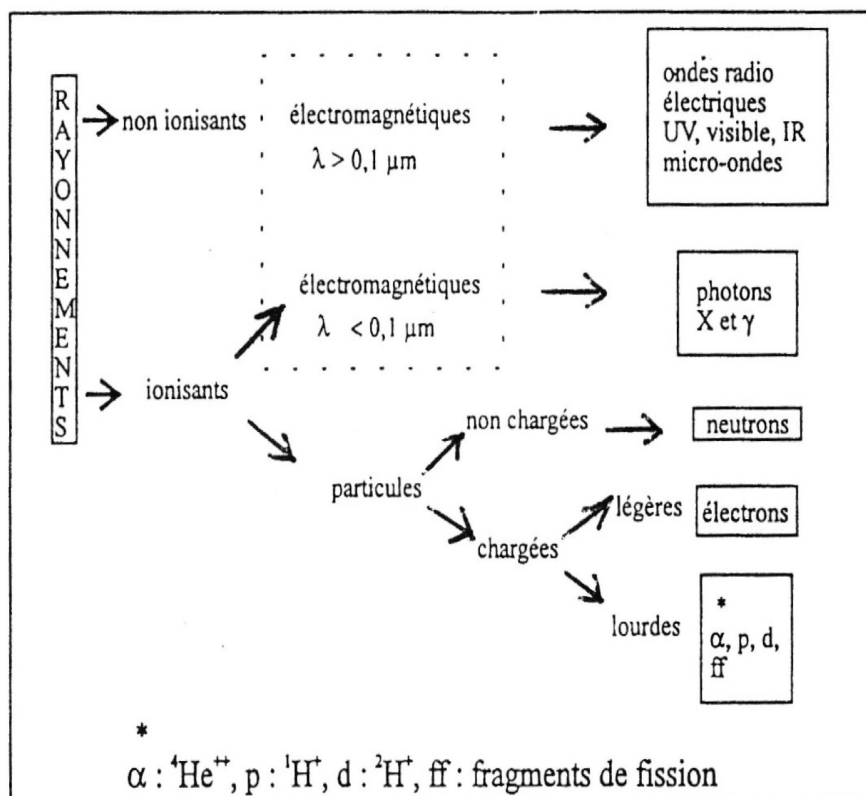 RAYONNEMENTS
non ionisants
électromagnétiques
λ > 0,1 μm
ondes radio
électriques
UV, visible, IR
micro-ondes
ionisants
électromagnétiques
λ < 0,1 μm
photons
X et γ
particules
non chargées
neutrons
chargées
légères
électrons
lourdes
*
α, p, d,
ff
*
α : ⁴He⁺⁺, p : ¹H⁺, d : ²H⁺, ff : fragments de fission